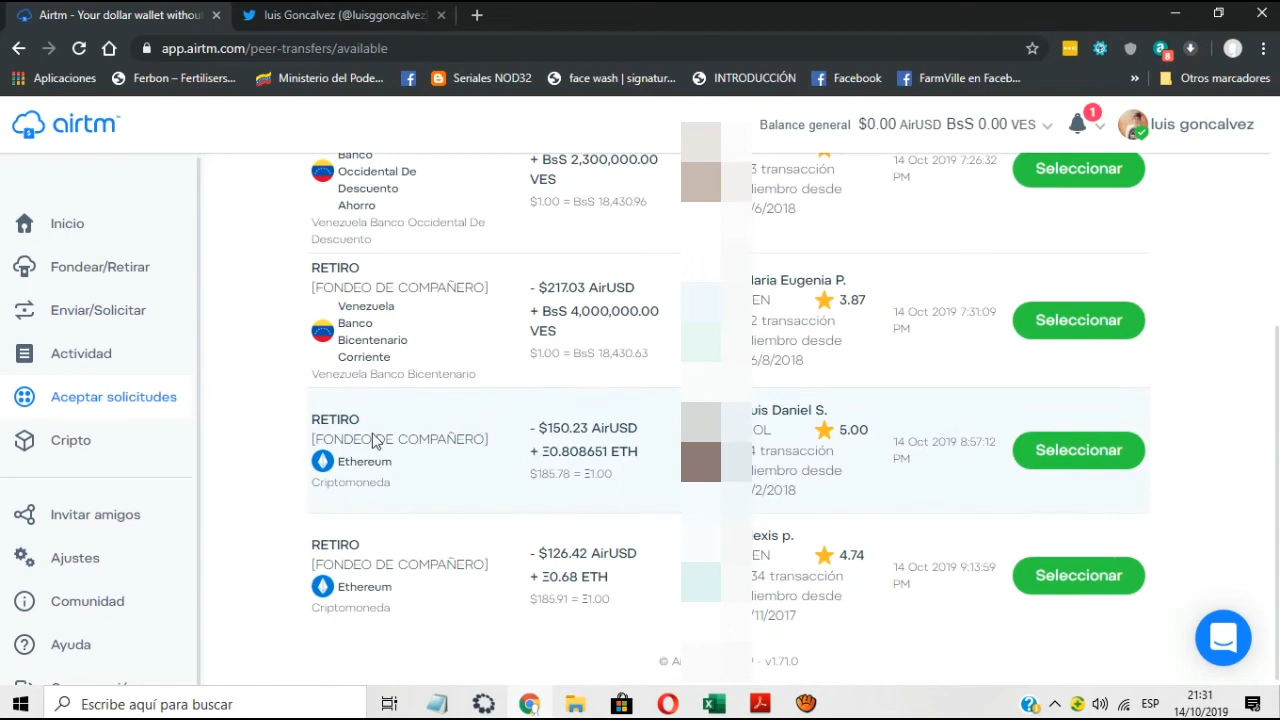 Airtm - Your dollar wallet withou
luis Goncalvez (@luisggoncalvez
app.airtm.com/peer-transfers/available
8
Aplicaciones
Ferbon – Fertilisers...
Ministerio del Pode...
Seriales NOD32
face wash | signatur...
INTRODUCCIÓN
Facebook
FarmVille en Faceb...
»
Otros marcadores
airtm
Balance general $0.00 AirUSD BsS 0.00 VES
1
luis goncalvez
Inicio
Fondear/Retirar
Enviar/Solicitar
Actividad
Aceptar solicitudes
Cripto
Invitar amigos
Ajustes
Comunidad
Ayuda
Banco
Occidental De
Descuento
Ahorro
Venezuela Banco Occidental De
Descuento
+ BsS 2,300,000.00
VES
$1.00 = BsS 18,430.96
3 transacción
iembro desde
/6/2018
14 Oct 2019 7:26:32
PM
Seleccionar
RETIRO
[FONDEO DE COMPAÑERO]
Venezuela
Banco
Bicentenario
Corriente
Venezuela Banco Bicentenario
- $217.03 AirUSD
+ BsS 4,000,000.00
VES
$1.00 = BsS 18,430.63
aria Eugenia P.
EN 3.87
2 transacción
iembro desde
6/8/2018
14 Oct 2019 7:31:09
PM
Seleccionar
RETIRO
[FONDEO DE COMPAÑERO]
Ethereum
Criptomoneda
- $150.23 AirUSD
+ Ξ0.808651 ETH
$185.78 = Ξ1.00
uis Daniel S.
OL 5.00
4 transacción
iembro desde
/2/2018
14 Oct 2019 8:57:12
PM
Seleccionar
RETIRO
[FONDEO DE COMPAÑERO]
Ethereum
Criptomoneda
- $126.42 AirUSD
+ Ξ0.68 ETH
$185.91 = Ξ1.00
lexis p.
EN 4.74
34 transacción
iembro desde
/11/2017
14 Oct 2019 9:13:59
PM
Seleccionar
© Ai
P - v1.71.0
Escribe aquí para buscar
ESP
21:31
14/10/2019